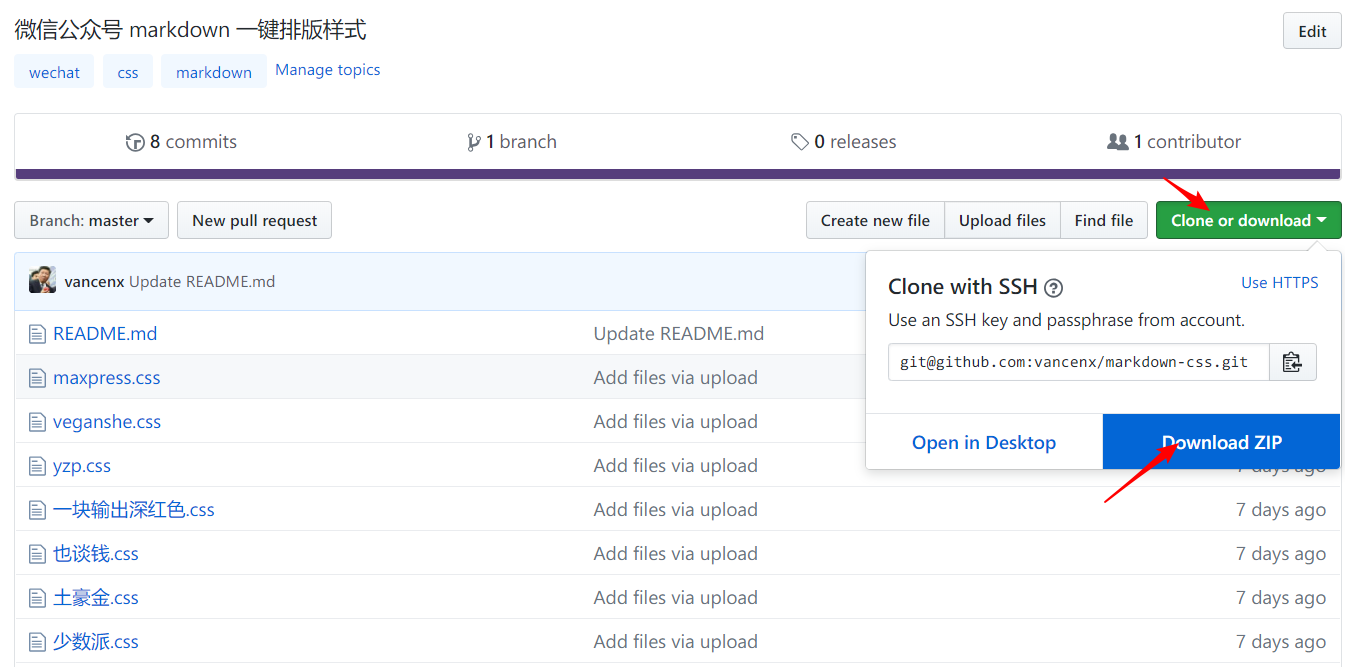 微信公众号 markdown 一键排版样式
Edit
wechat css markdown Manage topics
8 commits 1 branch 0 releases 1 contributor
Branch: master New pull request Create new file Upload files Find file Clone or download
vancenx Update README.md
Clone with SSH ? Use HTTPS
Use an SSH key and passphrase from account.
git@github.com:vancenx/markdown-css.git
Open in Desktop Download ZIP
README.md Update README.md
maxpress.css Add files via upload
veganshe.css Add files via upload
yzp.css Add files via upload 7 days ago
一块输出深红色.css Add files via upload 7 days ago
也谈钱.css Add files via upload 7 days ago
土豪金.css Add files via upload 7 days ago
少数派.css Add files via upload 7 days ago